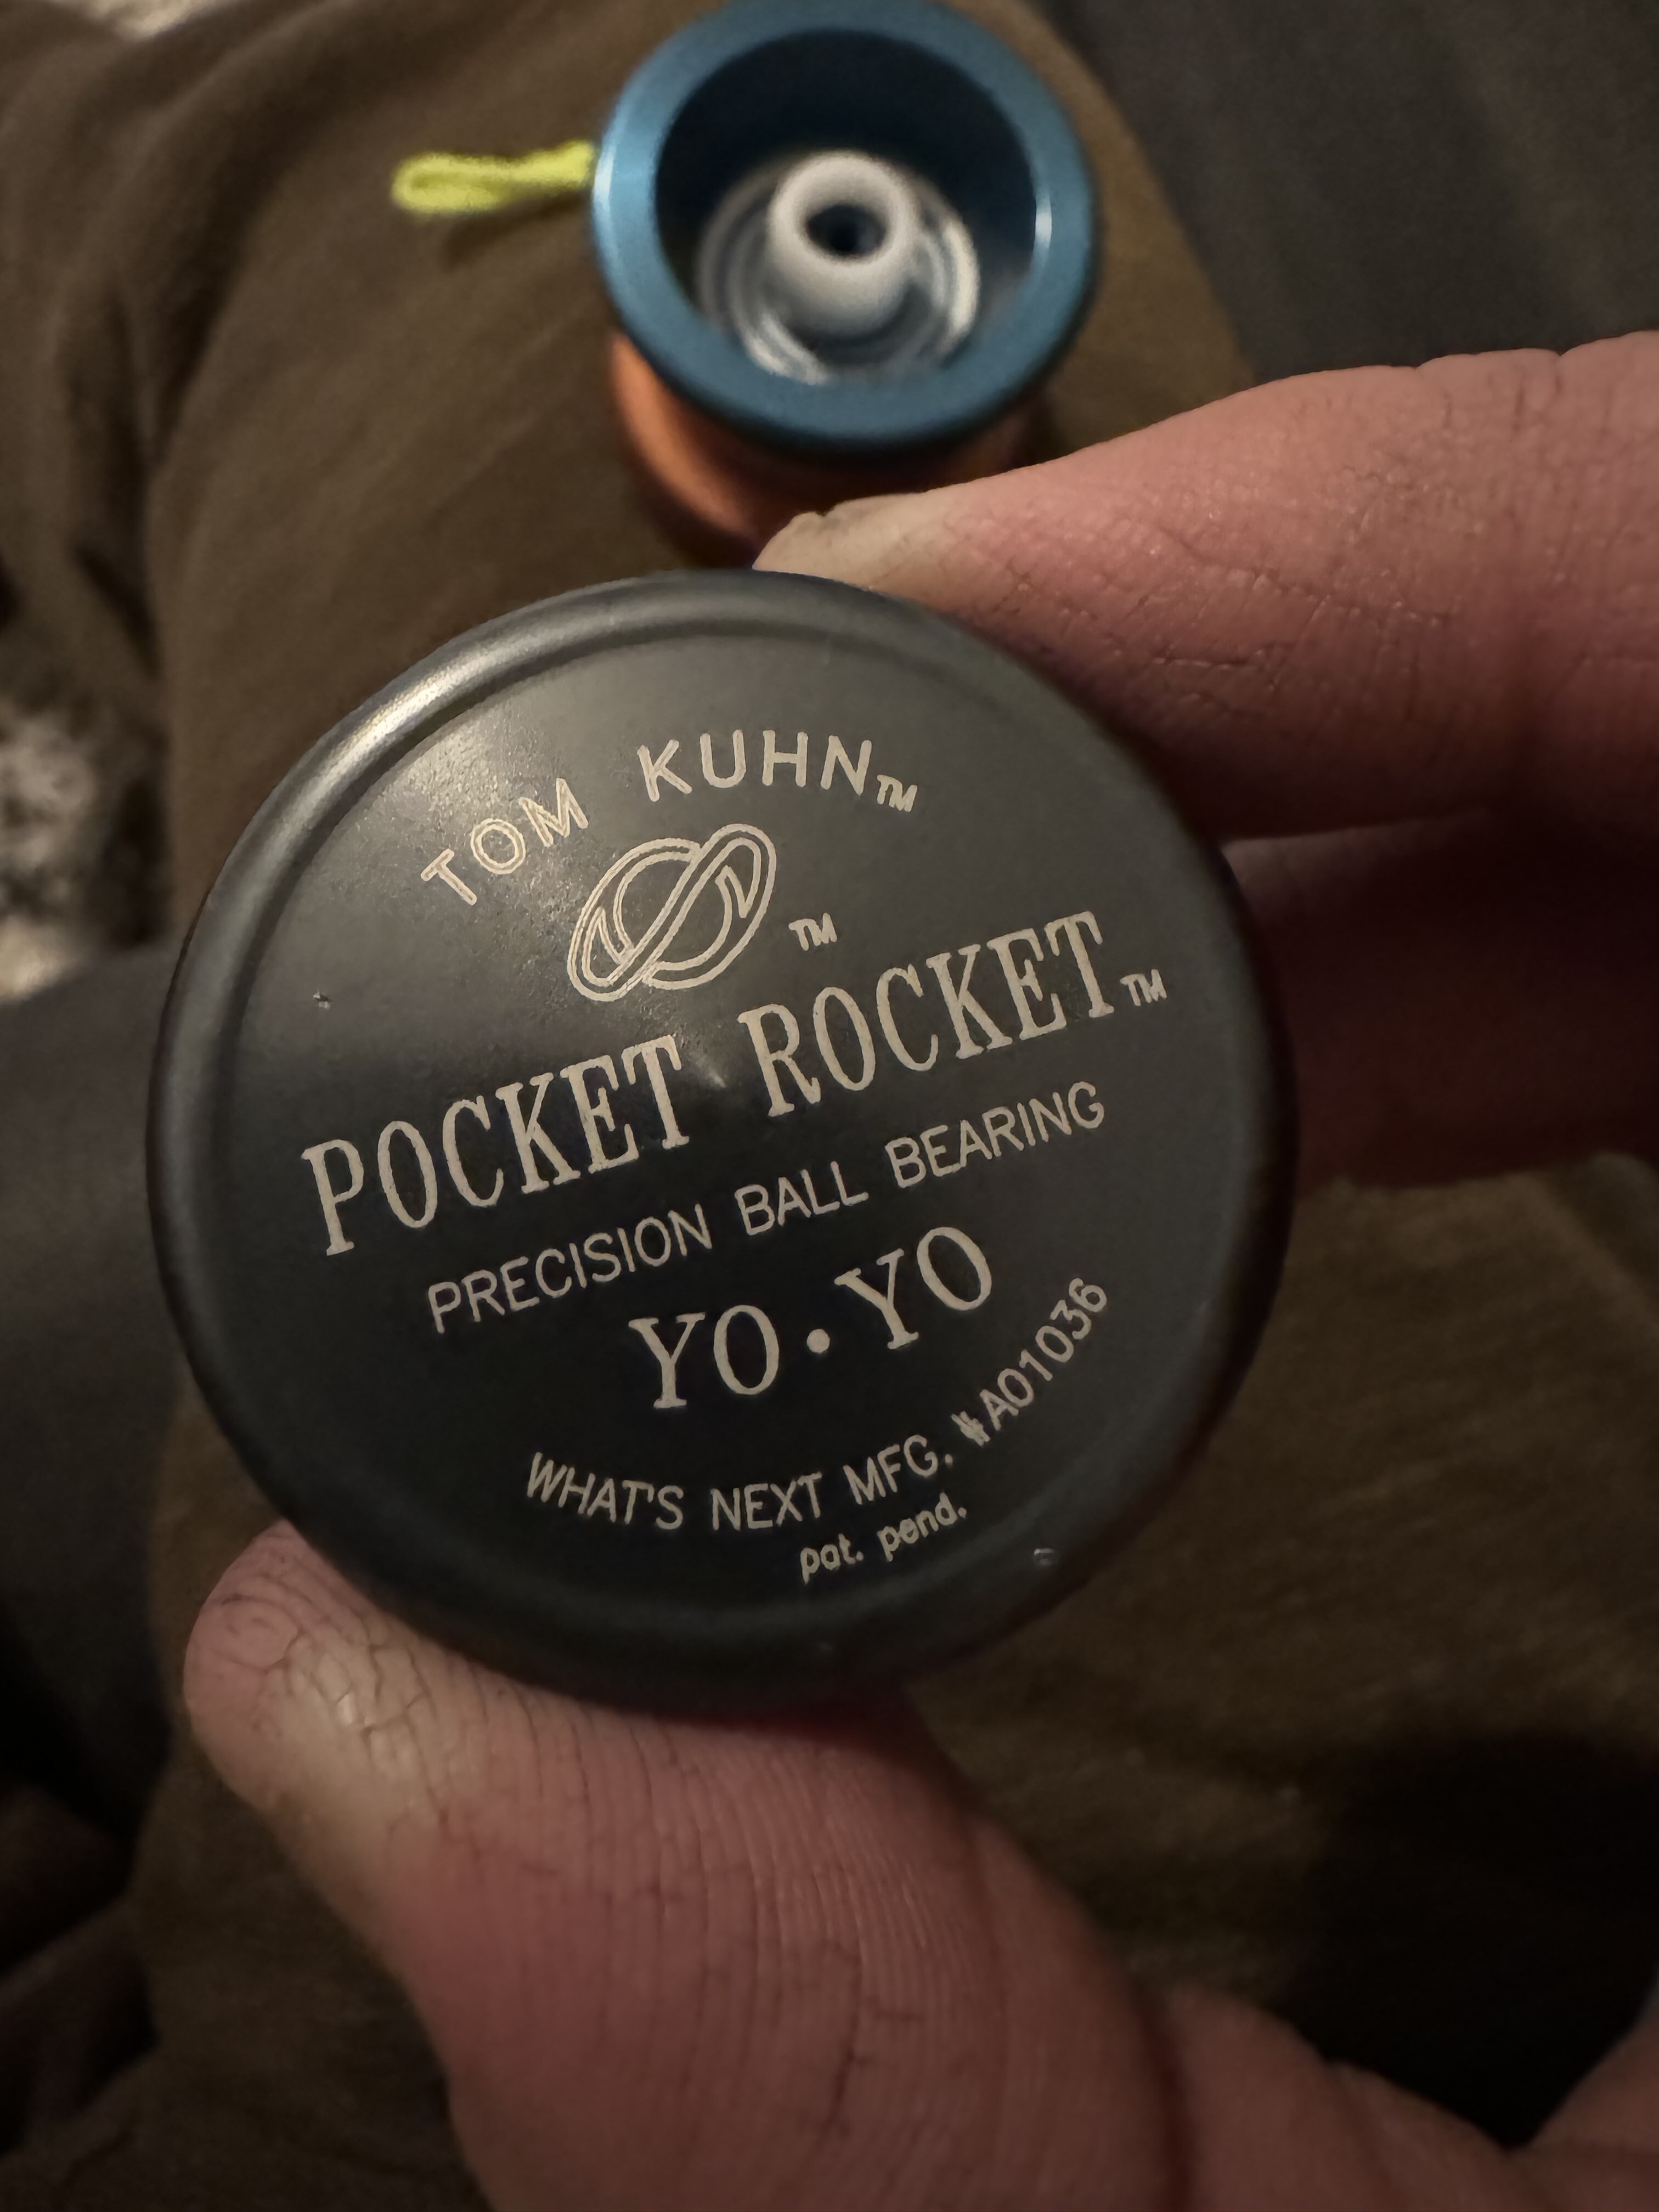 TOM KUHN™
™
POCKET ROCKET™
PRECISION BALL BEARING
YO•YO
WHAT'S NEXT MFG. #A01036
pat. pend.